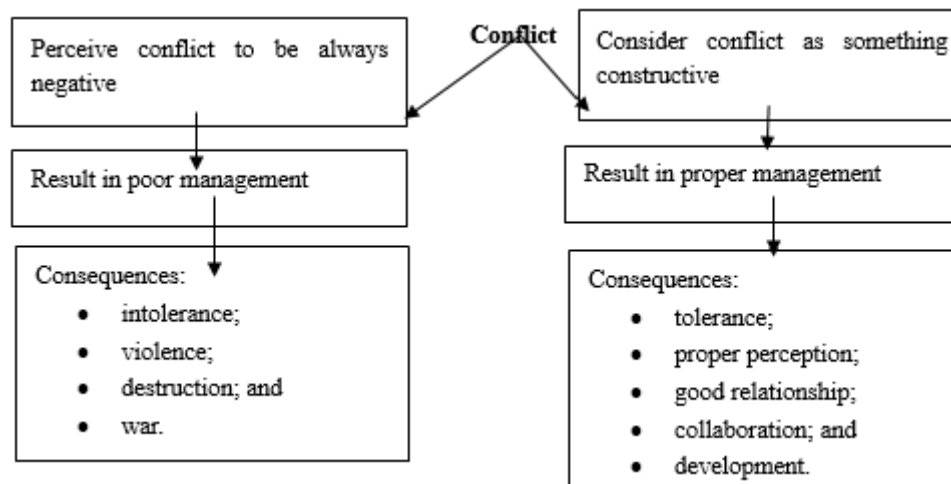 Conflict
Perceive conflict to be always
negative
Result in poor management
Consequences:
• intolerance;
• violence;
• destruction; and
• war.
Consider conflict as something
constructive
Result in proper management
Consequences:
• tolerance;
• proper perception;
• good relationship;
• collaboration; and
• development.